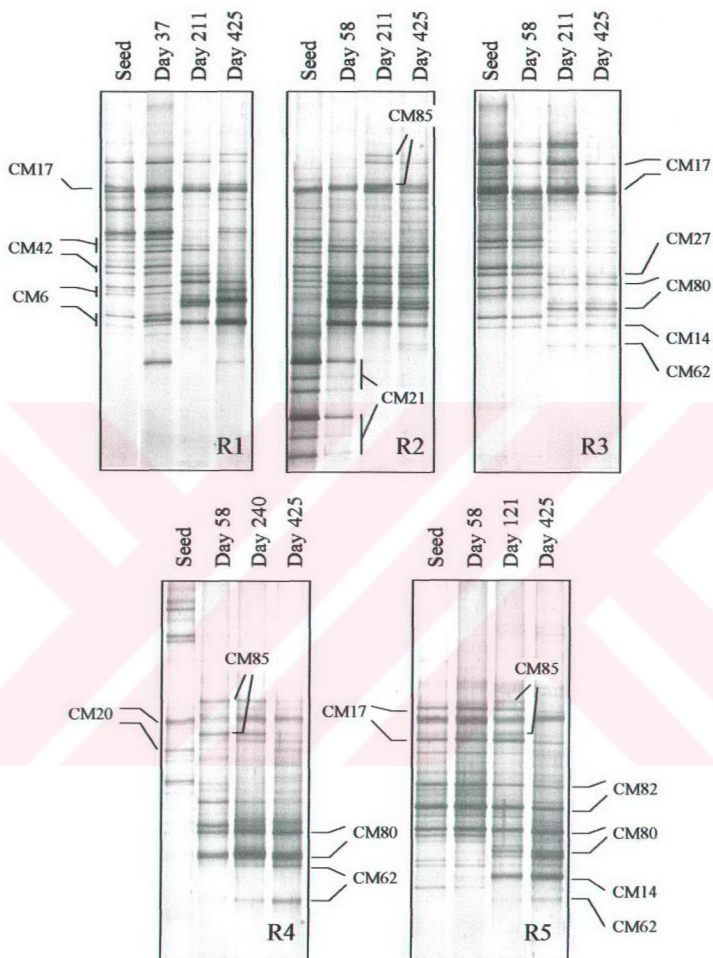 Seed Day 37 Day 211 Day 425
CM17
CM42
CM6
R1
Seed Day 58 Day 211 Day 425
CM85
CM21
R2
Seed Day 58 Day 211 Day 425
CM17
CM27
CM80
CM14
CM62
R3
Seed Day 58 Day 240 Day 425
CM85
CM20
CM80
CM62
R4
Seed Day 58 Day 121 Day 425
CM85
CM17
CM82
CM80
CM14
CM62
R5